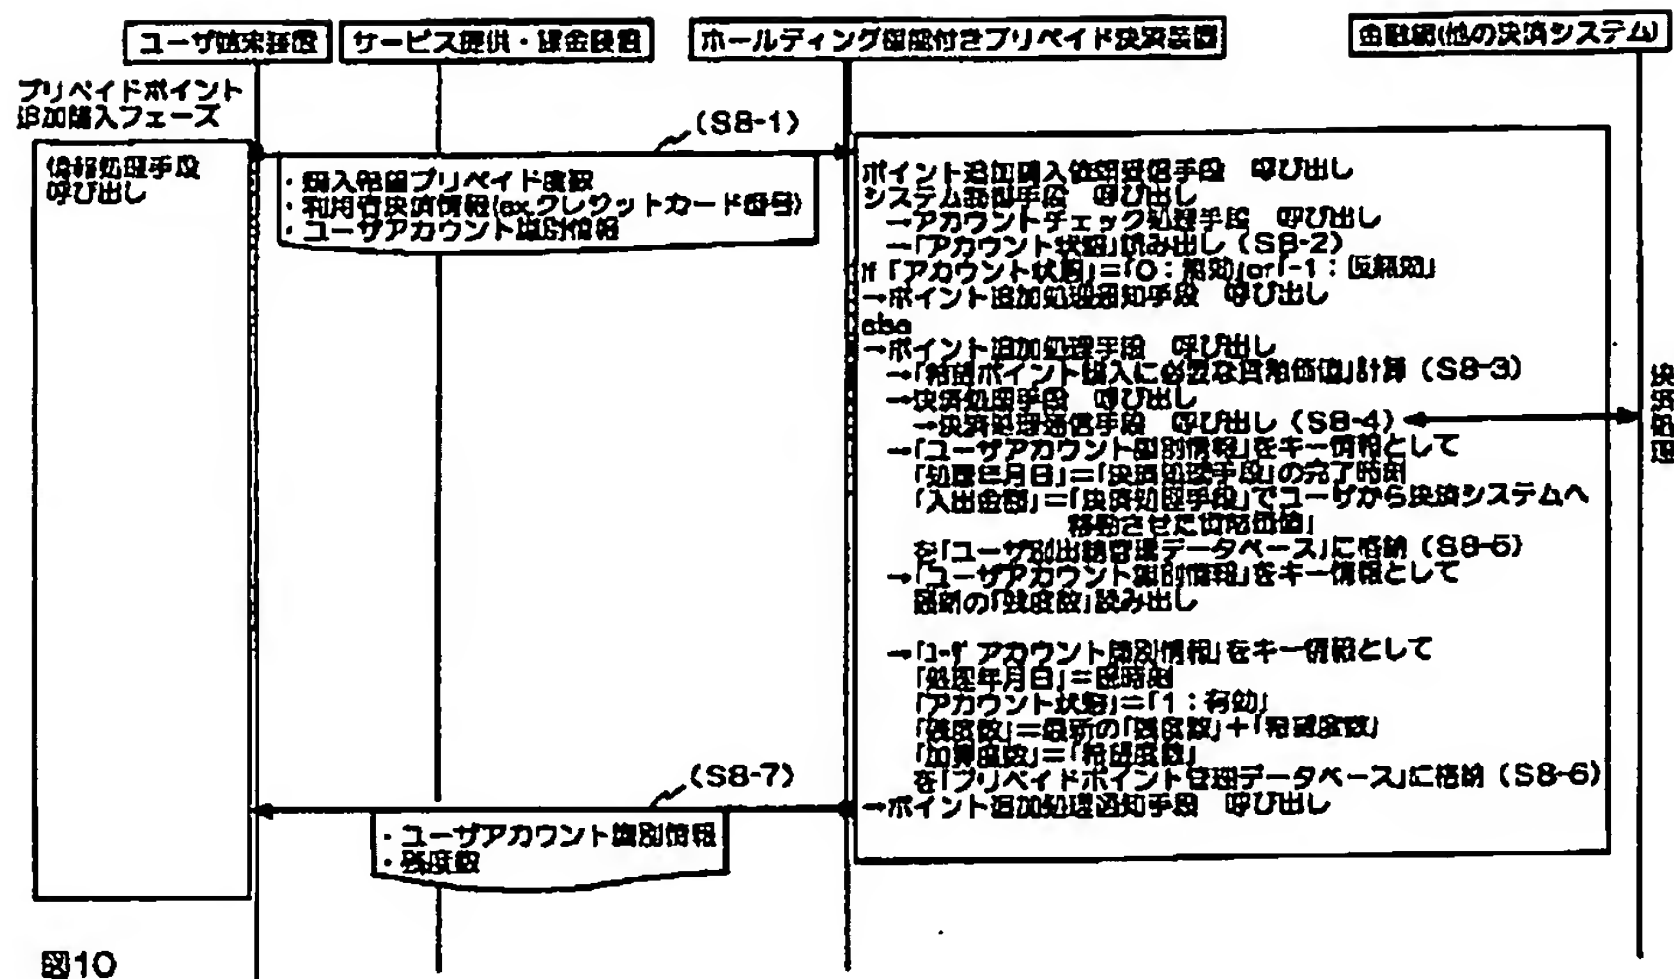 ユーザ端末装置
サービス提供・課金装置
ホールディング機能付きプリペイド決済装置
金融網(他の決済システム)
プリペイドポイント
追加購入フェーズ
情報処理手段
呼び出し
(S8-1)
・購入希望プリペイド度数
・利用者決済情報(ex.クレジットカード番号)
・ユーザアカウント識別情報
ポイント追加購入依頼受信手段 呼び出し
システム制御手段 呼び出し
→アカウントチェック処理手段 呼び出し
→「アカウント状態」読み出し (S8-2)
if「アカウント状態」=「0：無効」or「-1：仮無効」
→ポイント追加処理通知手段 呼び出し
else
→ポイント追加処理手段 呼び出し
→「希望ポイント購入に必要な貨幣価値」計算 (S8-3)
→決済処理手段 呼び出し
→決済処理通信手段 呼び出し (S8-4)
決済処理
→「ユーザアカウント識別情報」をキー情報として
「処理年月日」=「決済処理手段」の完了時刻
「入出金額」=「決済処理手段」でユーザから決済システムへ
移動させた貨幣価値」
を「ユーザ別出納管理データベース」に格納 (S8-5)
→「ユーザアカウント識別情報」をキー情報として
最新の「残度数」読み出し
→「ユーザ アカウント識別情報」をキー情報として
「処理年月日」=現時刻
「アカウント状態」=「1：有効」
「残度数」=最新の「残度数」+「希望度数」
「加算度数」=「希望度数」
を「プリペイドポイント管理データベース」に格納 (S8-6)
→ポイント追加処理通知手段 呼び出し
(S8-7)
・ユーザアカウント識別情報
・残度数
図10